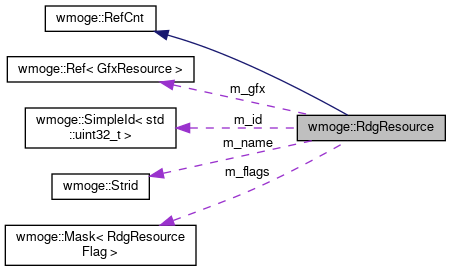 wmoge::RefCnt
wmoge::Ref< GfxResource >
m_gfx
wmoge::SimpleId< std
::uint32_t >
m_id
wmoge::RdgResource
m_name
wmoge::Strid
m_flags
wmoge::Mask< RdgResource
Flag >